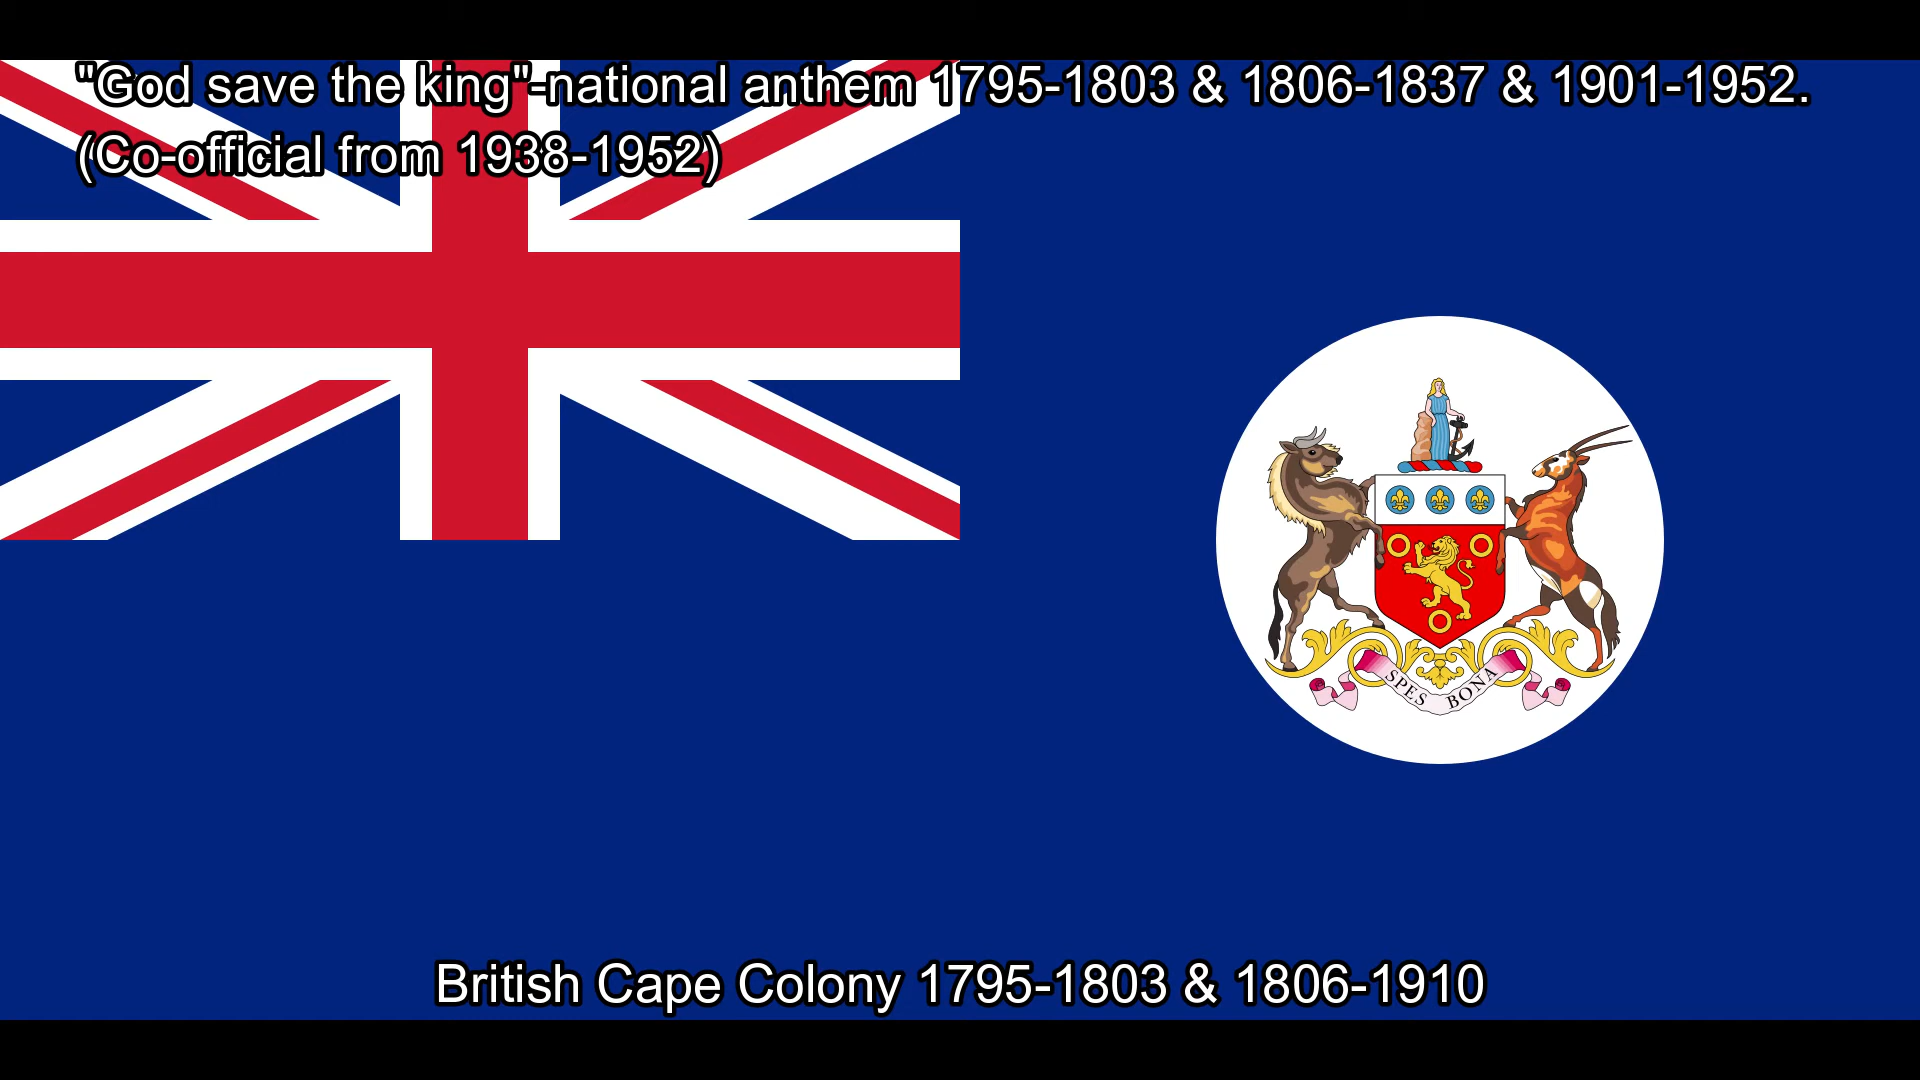 "God save the king"-national anthem 1795-1803 & 1806-1837 & 1901-1952.
(Co-official from 1938-1952)
SPES BONA
British Cape Colony 1795-1803 & 1806-1910